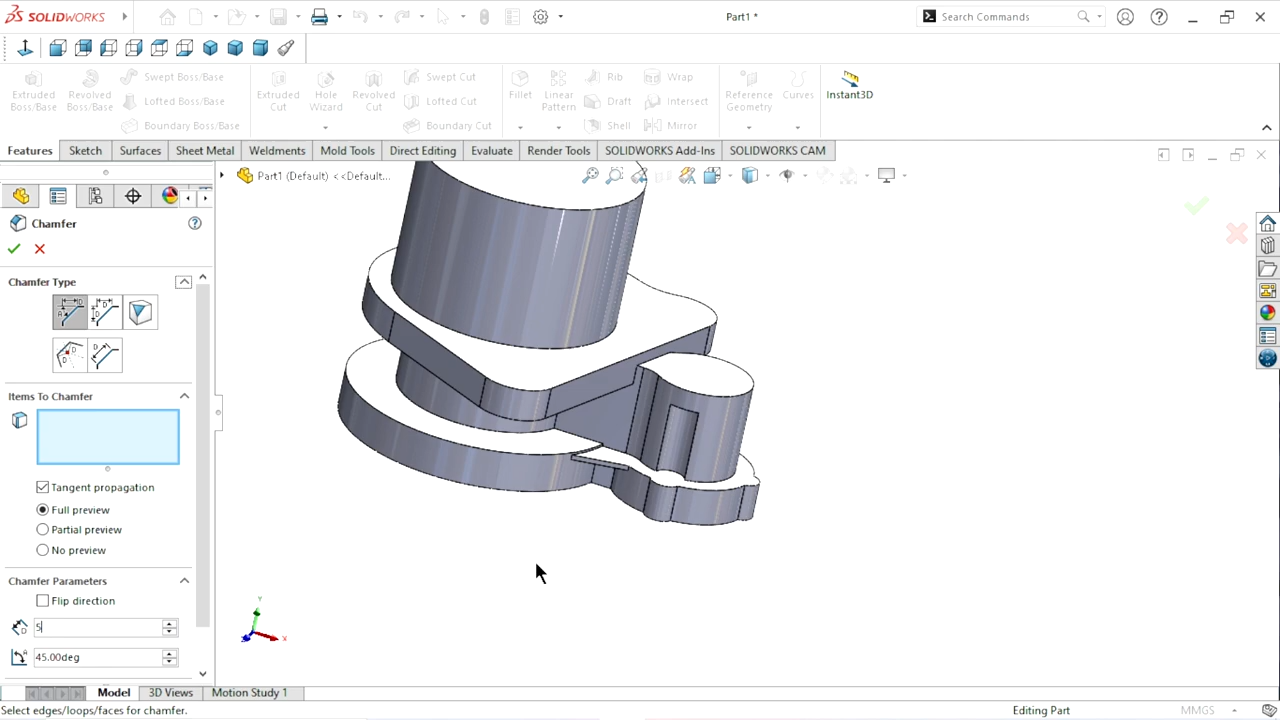 SOLIDWORKS
Part1 *
Search Commands
Extruded Boss/Base
Revolved Boss/Base
Swept Boss/Base
Lofted Boss/Base
Boundary Boss/Base
Extruded Cut
Hole Wizard
Revolved Cut
Swept Cut
Lofted Cut
Boundary Cut
Fillet
Linear Pattern
Rib
Draft
Shell
Wrap
Intersect
Mirror
Reference Geometry
Curves
Instant3D
Features Sketch Surfaces Sheet Metal Weldments Mold Tools Direct Editing Evaluate Render Tools SOLIDWORKS Add-Ins SOLIDWORKS CAM
Part1 (Default) <<Default...
Chamfer
Chamfer Type
Items To Chamfer
Tangent propagation
Full preview
Partial preview
No preview
Chamfer Parameters
Flip direction
5
45.00deg
Y
X
Z
Model 3D Views Motion Study 1
Select edges/loops/faces for chamfer.
Editing Part
MMGS